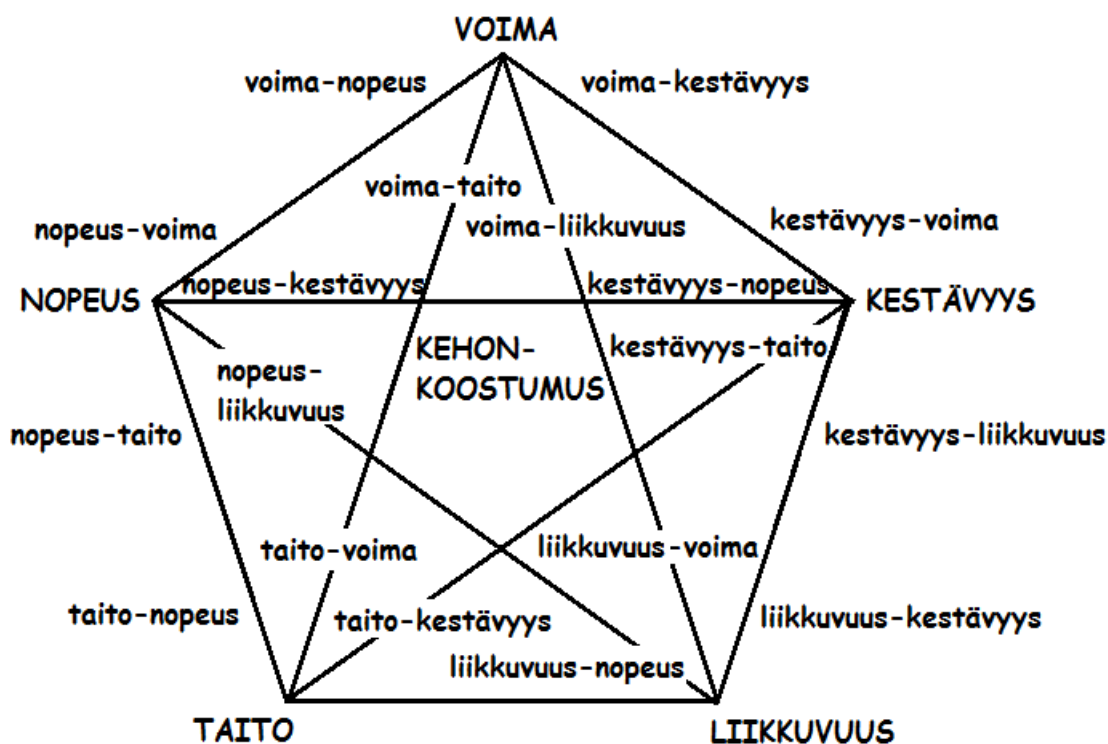 VOIMA
voima-nopeus
voima-kestävyys
voima-taito
nopeus-voima
voima-liikkuvuus
kestävyys-voima
nopeus-kestävyys
kestävyys-nopeus
NOPEUS
KESTÄVYYS
KEHON-
KOOSTUMUS
kestävyys-taito
nopeus-
liikkuvuus
nopeus-taito
kestävyys-liikkuvuus
taito-voima
liikkuvuus-voima
taito-nopeus
taito-kestävyys
liikkuvuus-kestävyys
liikkuvuus-nopeus
TAITO
LIIKKUVUUS